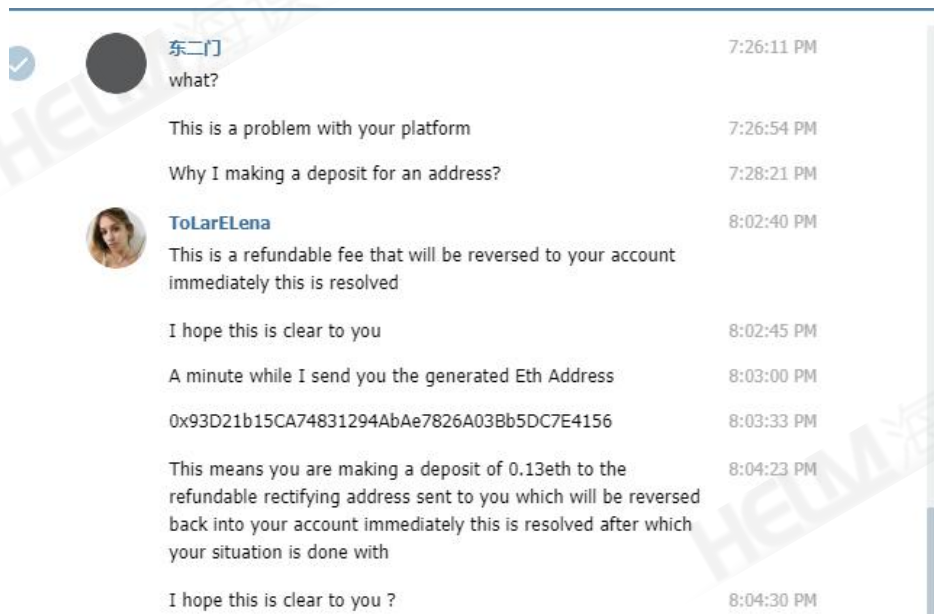 东二门
7:26:11 PM
what?
This is a problem with your platform
7:26:54 PM
Why I making a deposit for an address?
7:28:21 PM
ToLarELena
8:02:40 PM
This is a refundable fee that will be reversed to your account
immediately this is resolved
I hope this is clear to you
8:02:45 PM
A minute while I send you the generated Eth Address
8:03:00 PM
0x93D21b15CA74831294AbAe7826A03Bb5DC7E4156
8:03:33 PM
This means you are making a deposit of 0.13eth to the
8:04:23 PM
refundable rectifying address sent to you which will be reversed
back into your account immediately this is resolved after which
your situation is done with
I hope this is clear to you ?
8:04:30 PM
HELM
HELM